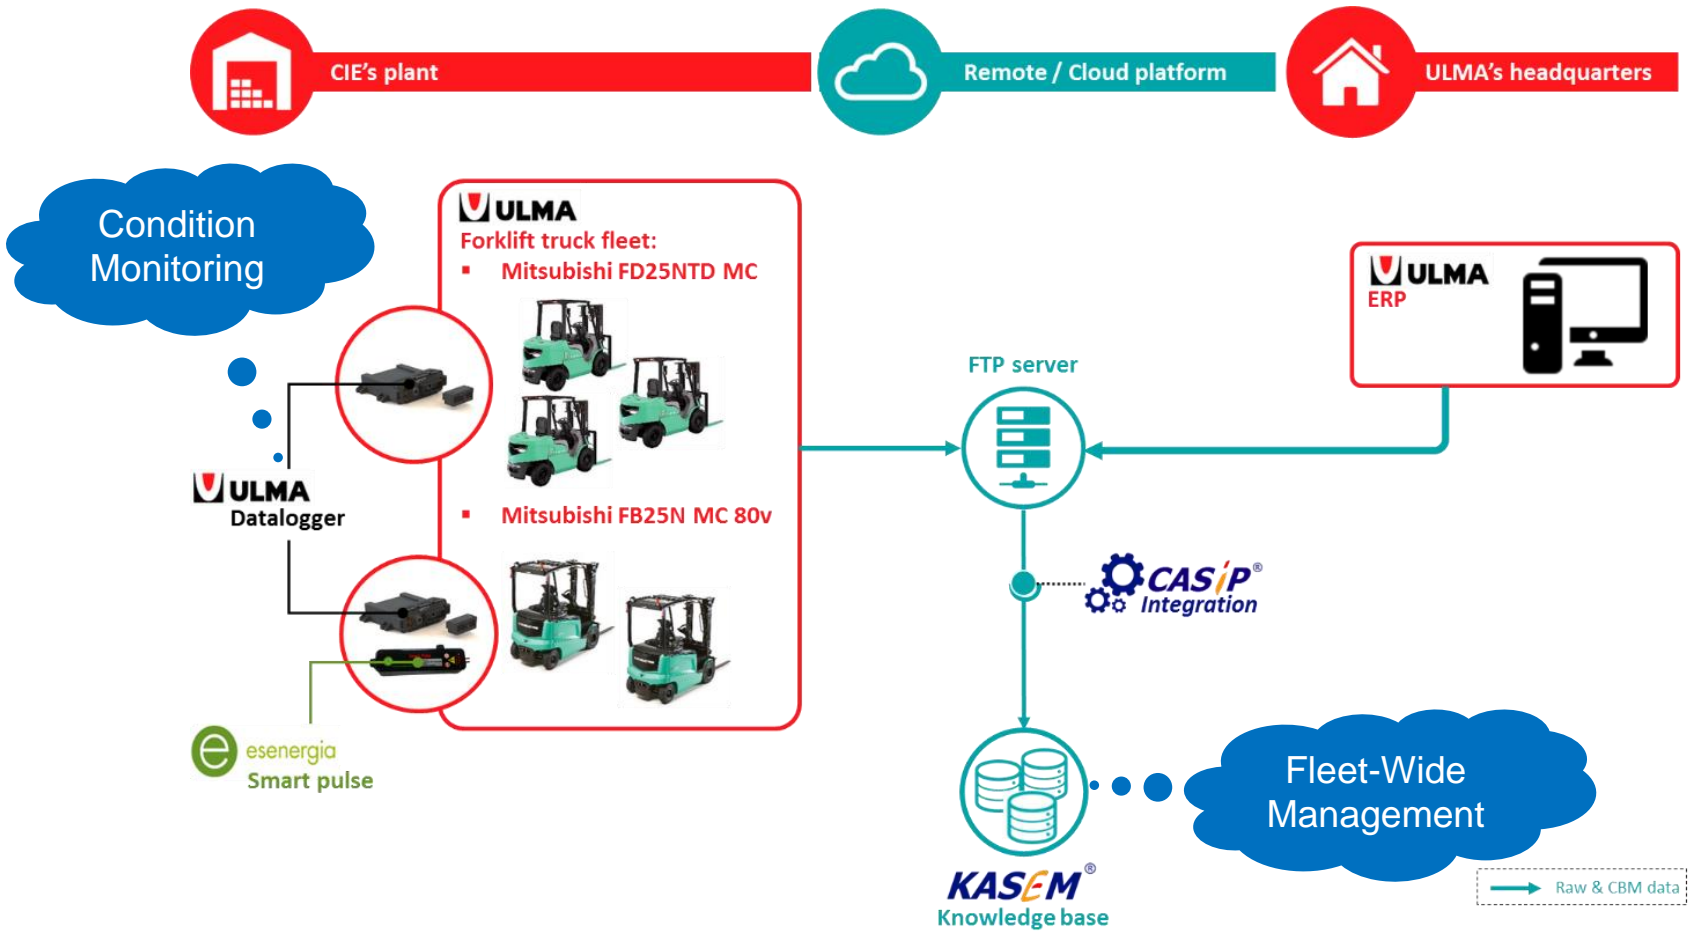 CIE's plant
Remote / Cloud platform
ULMA's headquarters
Condition
Monitoring
ULMA
Forklift truck fleet:
▪ Mitsubishi FD25NTD MC
ULMA
ERP
FTP server
ULMA
Datalogger
▪ Mitsubishi FB25N MC 80v
CASiP®
Integration
esenergia
Smart pulse
Fleet-Wide
Management
KASEM®
Knowledge base
Raw & CBM data